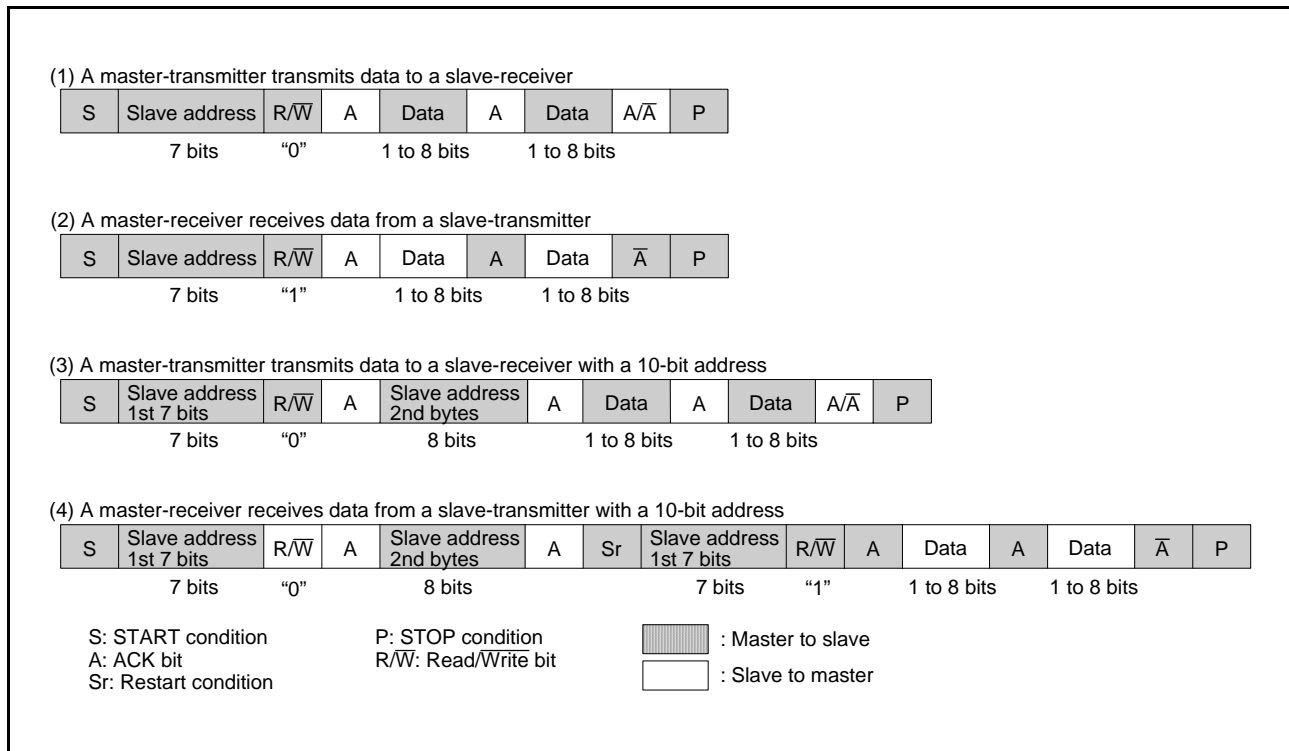 (1) A master-transmitter transmits data to a slave-receiver
S Slave address R/W̅ A Data A Data A/A̅ P
7 bits “0” 1 to 8 bits 1 to 8 bits
(2) A master-receiver receives data from a slave-transmitter
S Slave address R/W̅ A Data A Data A̅ P
7 bits “1” 1 to 8 bits 1 to 8 bits
(3) A master-transmitter transmits data to a slave-receiver with a 10-bit address
S Slave address 1st 7 bits R/W̅ A Slave address 2nd bytes A Data A Data A/A̅ P
7 bits “0” 8 bits 1 to 8 bits 1 to 8 bits
(4) A master-receiver receives data from a slave-transmitter with a 10-bit address
S Slave address 1st 7 bits R/W̅ A Slave address 2nd bytes A Sr Slave address 1st 7 bits R/W̅ A Data A Data A̅ P
7 bits “0” 8 bits 7 bits “1” 1 to 8 bits 1 to 8 bits
S: START condition P: STOP condition : Master to slave
A: ACK bit R/W̅: Read/W̅r̅i̅t̅e̅ bit
Sr: Restart condition : Slave to master